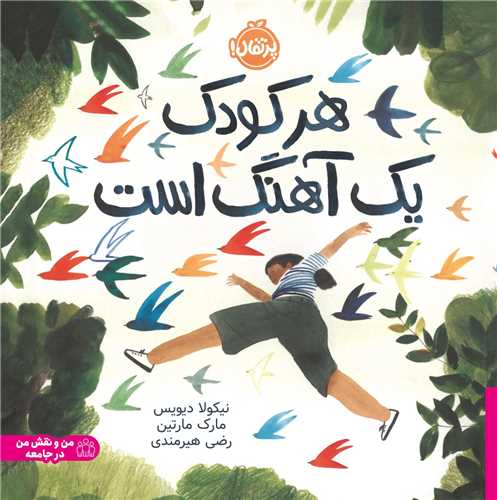 پرتقال!
هر کودک
یک آهنگ است
نیکولا دیویس
مارک مارتین
رضی هیرمندی
من و نقش من
در جامعه